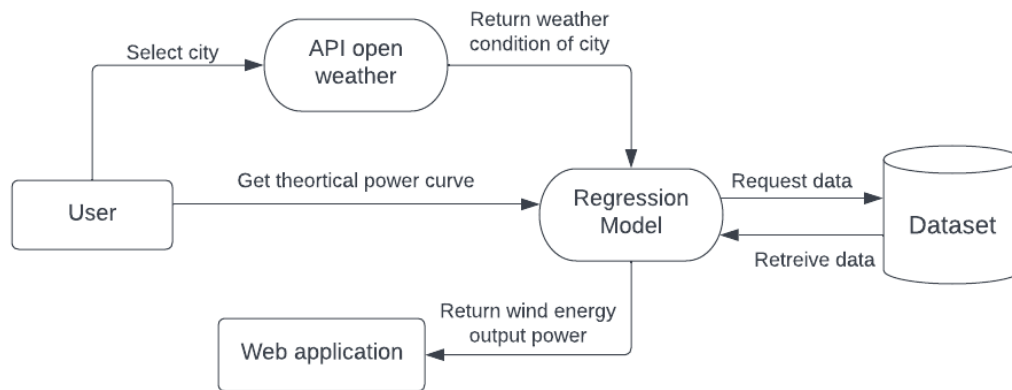 Return weather
condition of city
API open
weather
Select city
Get theortical power curve
User
Regression
Model
Request data
Dataset
Retreive data
Return wind energy
output power
Web application